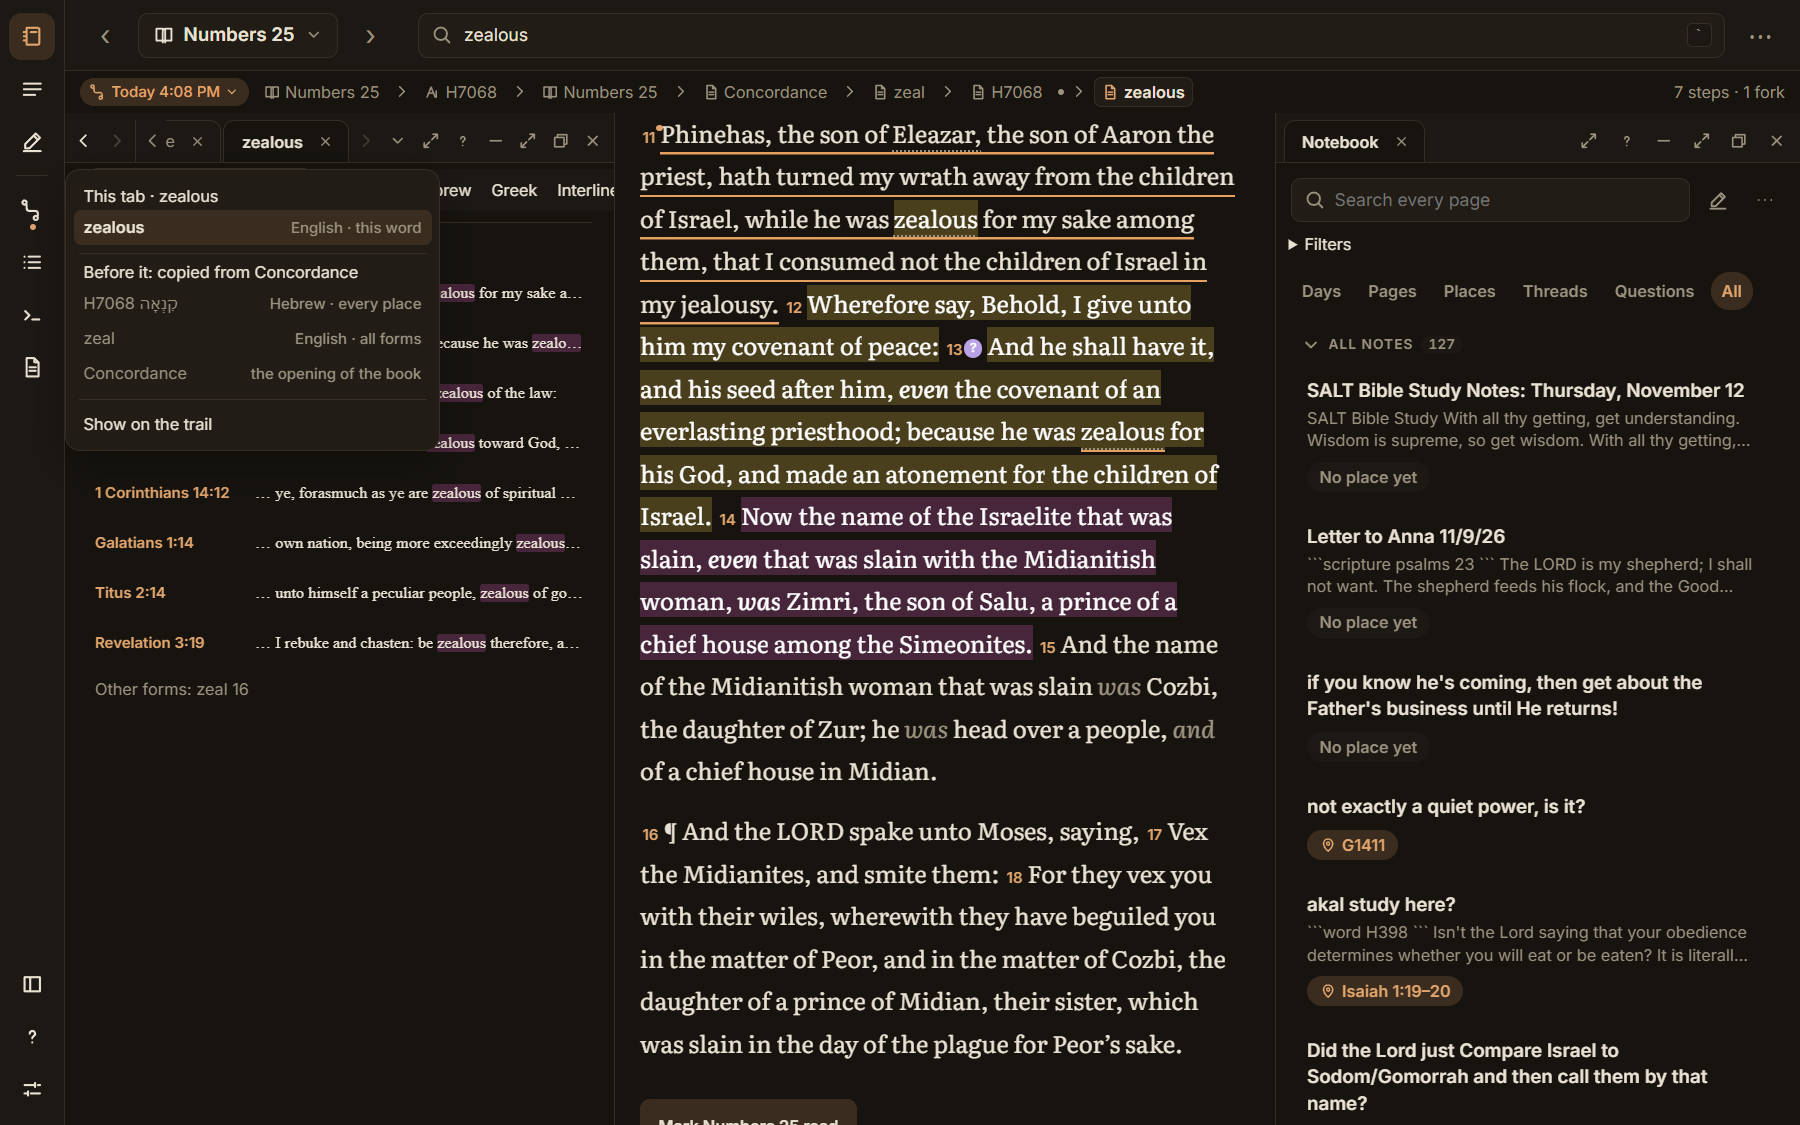 Numbers 25
zealous
`
Today 4:08 PM
Numbers 25
H7068
Numbers 25
Concordance
zeal
H7068
zealous
7 steps · 1 fork
e
zealous
?
This tab · zealous
zealous English · this word
Before it: copied from Concordance
H7068 קִנְאָה Hebrew · every place
zeal English · all forms
Concordance the opening of the book
Show on the trail
Greek
for my sake a…
ecause he was zealo…
zealous of the law:
toward God, …
1 Corinthians 14:12 … ye, forasmuch as ye are zealous of spiritual …
Galatians 1:14 … own nation, being more exceedingly zealous…
Titus 2:14 … unto himself a peculiar people, zealous of go…
Revelation 3:19 … I rebuke and chasten: be zealous therefore, a…
Other forms: zeal 16
11 Phinehas, the son of Eleazar, the son of Aaron the
priest, hath turned my wrath away from the children
of Israel, while he was zealous for my sake among
them, that I consumed not the children of Israel in
my jealousy. 12 Wherefore say, Behold, I give unto
him my covenant of peace: 13 ? And he shall have it,
and his seed after him, even the covenant of an
everlasting priesthood; because he was zealous for
his God, and made an atonement for the children of
Israel. 14 Now the name of the Israelite that was
slain, even that was slain with the Midianitish
woman, was Zimri, the son of Salu, a prince of a
chief house among the Simeonites. 15 And the name
of the Midianitish woman that was slain was Cozbi,
the daughter of Zur; he was head over a people, and
of a chief house in Midian.
16 ¶ And the LORD spake unto Moses, saying, 17 Vex
the Midianites, and smite them: 18 For they vex you
with their wiles, wherewith they have beguiled you
in the matter of Peor, and in the matter of Cozbi, the
daughter of a prince of Midian, their sister, which
was slain in the day of the plague for Peor's sake.
Mark Numbers 25 read
Notebook
?
Search every page
Filters
Days Pages Places Threads Questions All
ALL NOTES 127
SALT Bible Study Notes: Thursday, November 12
SALT Bible Study With all thy getting, get understanding.
Wisdom is supreme, so get wisdom. With all thy getting,...
No place yet
Letter to Anna 11/9/26
```scripture psalms 23 ``` The LORD is my shepherd; I shall
not want. The shepherd feeds his flock, and the Good...
No place yet
if you know he's coming, then get about the
Father's business until He returns!
No place yet
not exactly a quiet power, is it?
G1411
akal study here?
```word H398 ``` Isn't the Lord saying that your obedience
determines whether you will eat or be eaten? It is literall...
Isaiah 1:19–20
Did the Lord just Compare Israel to
Sodom/Gomorrah and then call them by that
name?
?